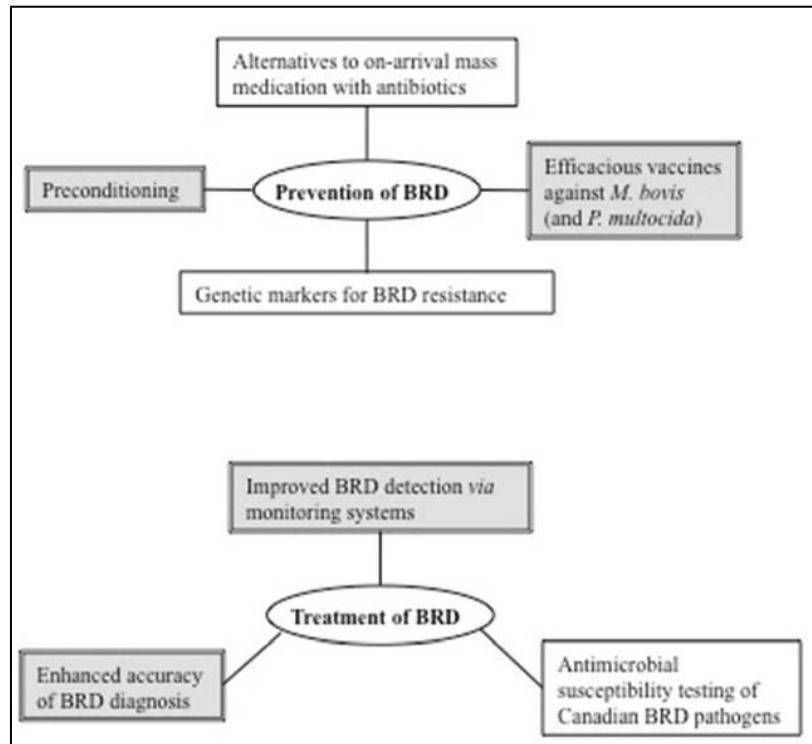 Alternatives to on-arrival mass
medication with antibiotics
Preconditioning
Prevention of BRD
Efficacious vaccines
against M. bovis
(and P. multocida)
Genetic markers for BRD resistance
Improved BRD detection via
monitoring systems
Treatment of BRD
Enhanced accuracy
of BRD diagnosis
Antimicrobial
susceptibility testing of
Canadian BRD pathogens